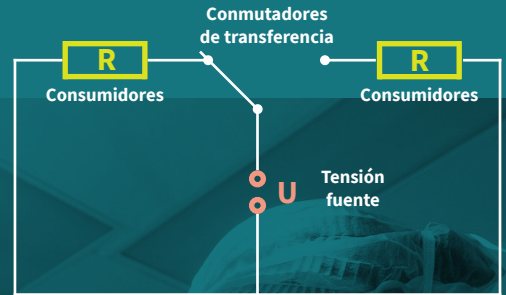 Conmutadores
de transferencia
R
R
Consumidores
Consumidores
U
Tensión
fuente